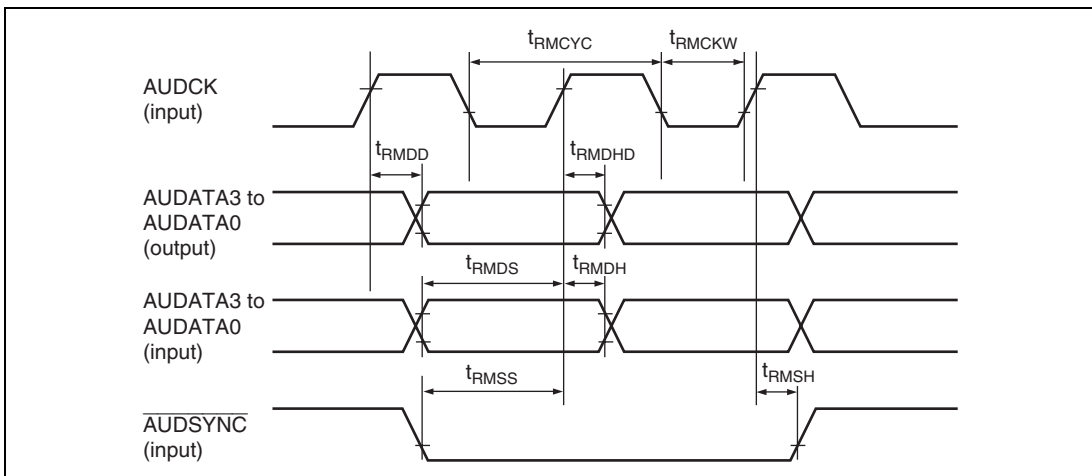 tRMCYC
tRMCKW
AUDCK
(input)
tRMDD
tRMDHD
AUDATA3 to
AUDATA0
(output)
tRMDS
tRMDH
AUDATA3 to
AUDATA0
(input)
tRMSS
tRMSH
AUDSYNC
(input)